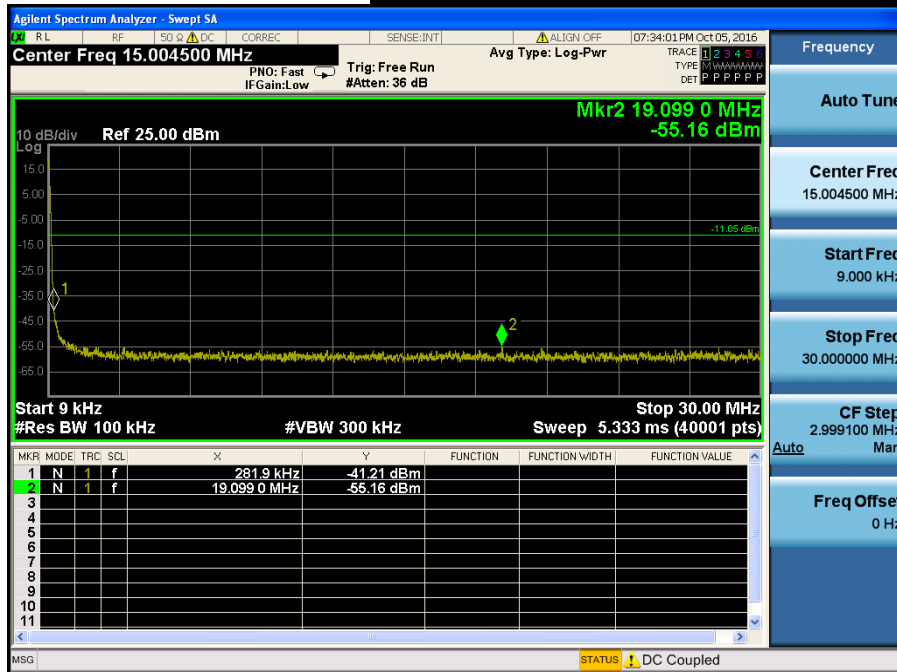 Agilent Spectrum Analyzer - Swept SA
LXI RL RF 50 Ω DC CORREC SENSE:INT ALIGN OFF 07:34:01 PM Oct 05, 2016
Center Freq 15.004500 MHz
PNO: Fast
IFGain:Low
Trig: Free Run
#Atten: 36 dB
Avg Type: Log-Pwr
TRACE 1 2 3 4 5 6
TYPE M WWWWW
DET P P P P P P
Mkr2 19.099 0 MHz
-55.16 dBm
10 dB/div Ref 25.00 dBm
Log
15.0
5.00
-5.00
-11.05 dBm
-15.0
-25.0
-35.0
1
-45.0
2
-55.0
-65.0
Start 9 kHz Stop 30.00 MHz
#Res BW 100 kHz #VBW 300 kHz Sweep 5.333 ms (40001 pts)
MKR MODE TRC SCL X Y FUNCTION FUNCTION WIDTH FUNCTION VALUE
1 N 1 f 281.9 kHz -41.21 dBm
2 N 1 f 19.099 0 MHz -55.16 dBm
3
4
5
6
7
8
9
10
11
MSG STATUS DC Coupled
Frequency
Auto Tune
Center Freq
15.004500 MHz
Start Freq
9.000 kHz
Stop Freq
30.000000 MHz
CF Step
2.999100 MHz
Auto Man
Freq Offset
0 Hz